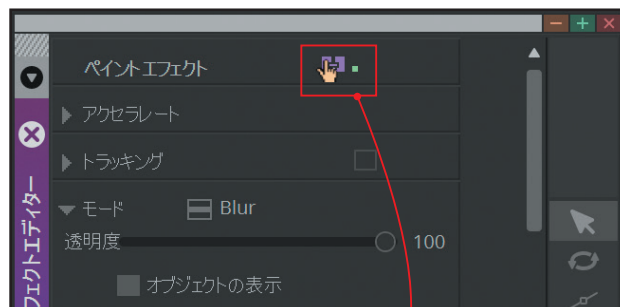 ペイントエフェクト
アクセラレート
トラッキング
モード Blur
透明度 100
オブジェクトの表示
フェクトエディター